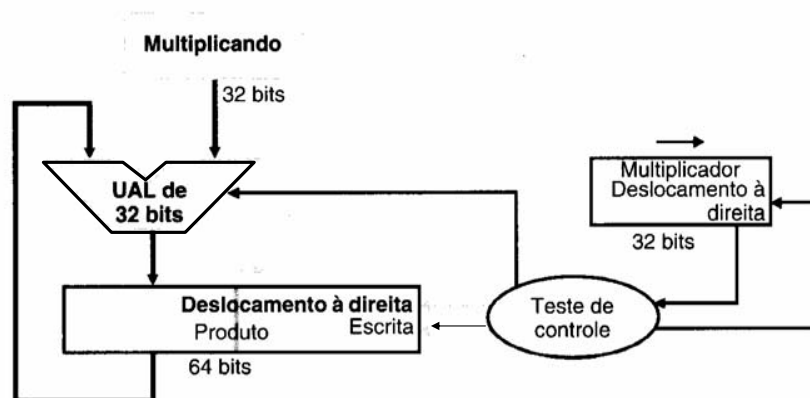 Multiplicando
32 bits
UAL de
32 bits
Multiplicador
Deslocamento à
direita
32 bits
Deslocamento à direita
Produto
Escrita
64 bits
Teste de
controle